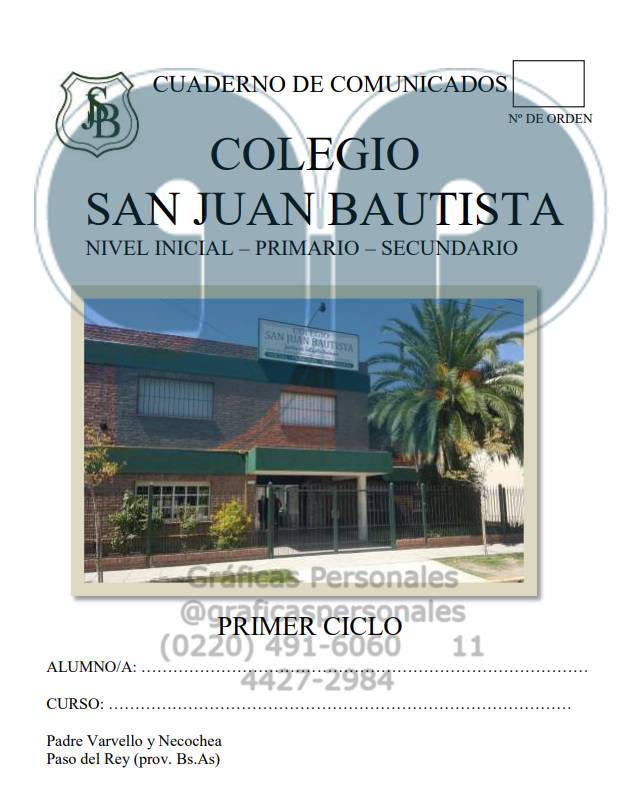 CUADERNO DE COMUNICADOS
Nº DE ORDEN
SJB
COLEGIO
SAN JUAN BAUTISTA
NIVEL INICIAL – PRIMARIO – SECUNDARIO
COLEGIO
SAN JUAN BAUTISTA
Gráficas Personales
@graficaspersonales
PRIMER CICLO
(0220) 491-6060 11
4427-2984
ALUMNO/A: …………………………………………………………………………
CURSO: ……………………………………………………………………………
Padre Varvello y Necochea
Paso del Rey (prov. Bs.As)